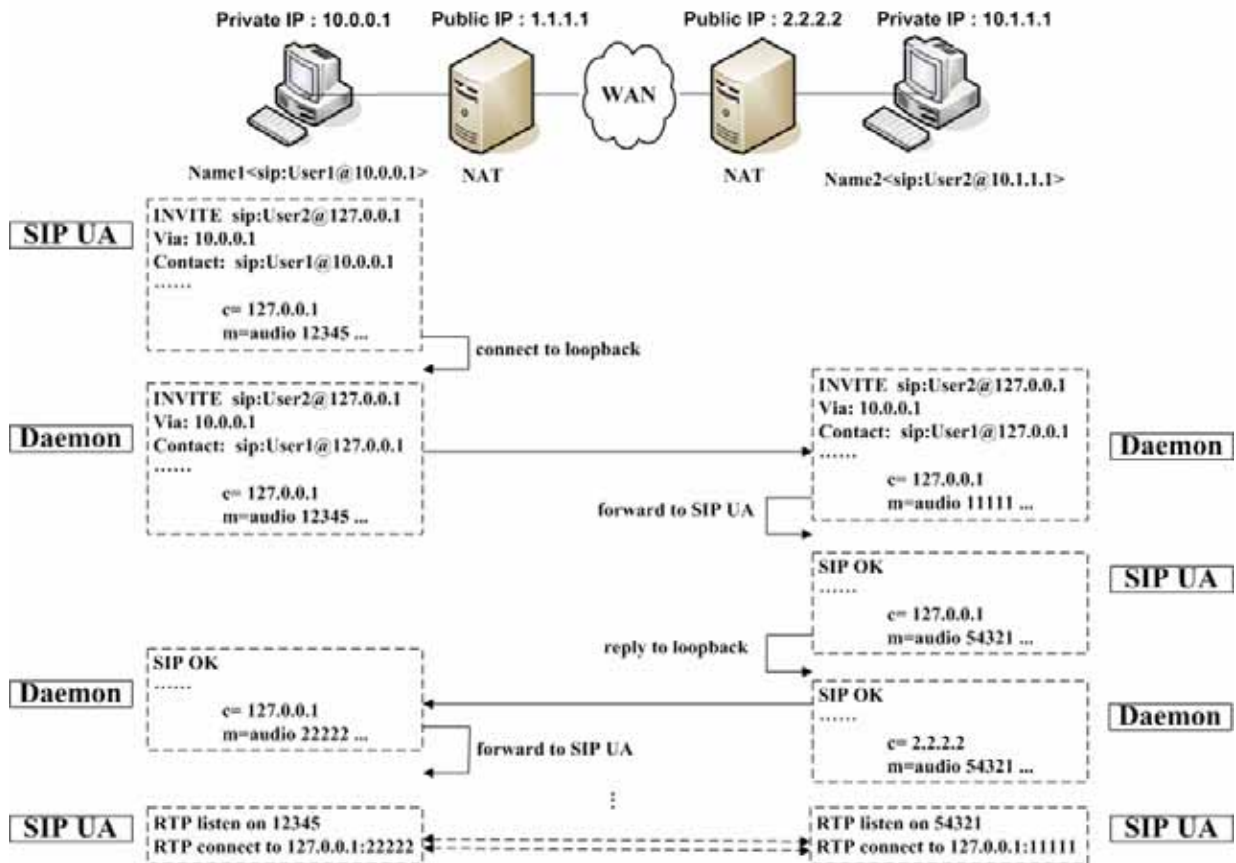 Private IP : 10.0.0.1
Public IP : 1.1.1.1
Public IP : 2.2.2.2
Private IP : 10.1.1.1
WAN
Name1<sip:User1@10.0.0.1>
NAT
NAT
Name2<sip:User2@10.1.1.1>
SIP UA
INVITE sip:User2@127.0.0.1
Via: 10.0.0.1
Contact: sip:User1@10.0.0.1
......
c= 127.0.0.1
m=audio 12345 ...
connect to loopback
Daemon
INVITE sip:User2@127.0.0.1
Via: 10.0.0.1
Contact: sip:User1@127.0.0.1
......
c= 127.0.0.1
m=audio 12345 ...
INVITE sip:User2@127.0.0.1
Via: 10.0.0.1
Contact: sip:User1@127.0.0.1
......
c= 127.0.0.1
m=audio 11111 ...
Daemon
forward to SIP UA
SIP OK
......
c= 127.0.0.1
m=audio 54321 ...
SIP UA
reply to loopback
Daemon
SIP OK
......
c= 127.0.0.1
m=audio 22222 ...
SIP OK
......
c= 2.2.2.2
m=audio 54321 ...
Daemon
forward to SIP UA
⋮
SIP UA
RTP listen on 12345
RTP connect to 127.0.0.1:22222
RTP listen on 54321
RTP connect to 127.0.0.1:11111
SIP UA